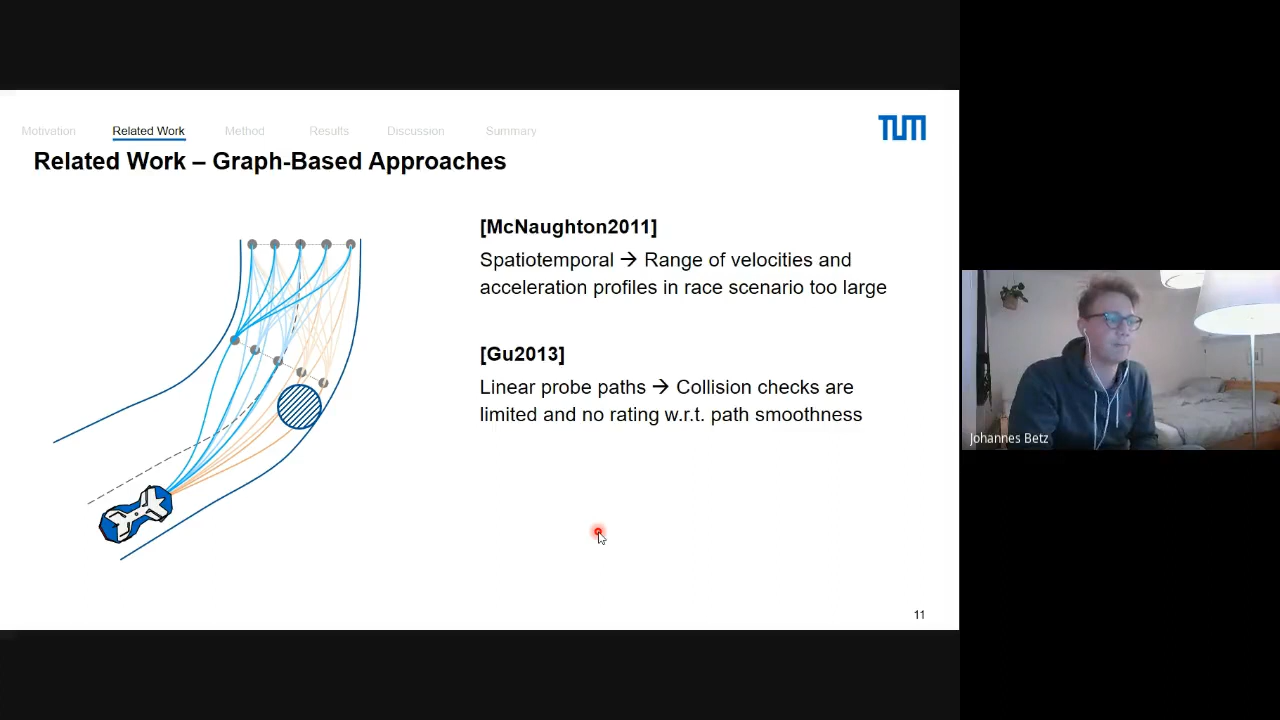 Motivation Related Work Method Results Discussion Summary
TUM
Related Work – Graph-Based Approaches
[McNaughton2011]
Spatiotemporal → Range of velocities and
acceleration profiles in race scenario too large
[Gu2013]
Linear probe paths → Collision checks are
limited and no rating w.r.t. path smoothness
11
Johannes Betz